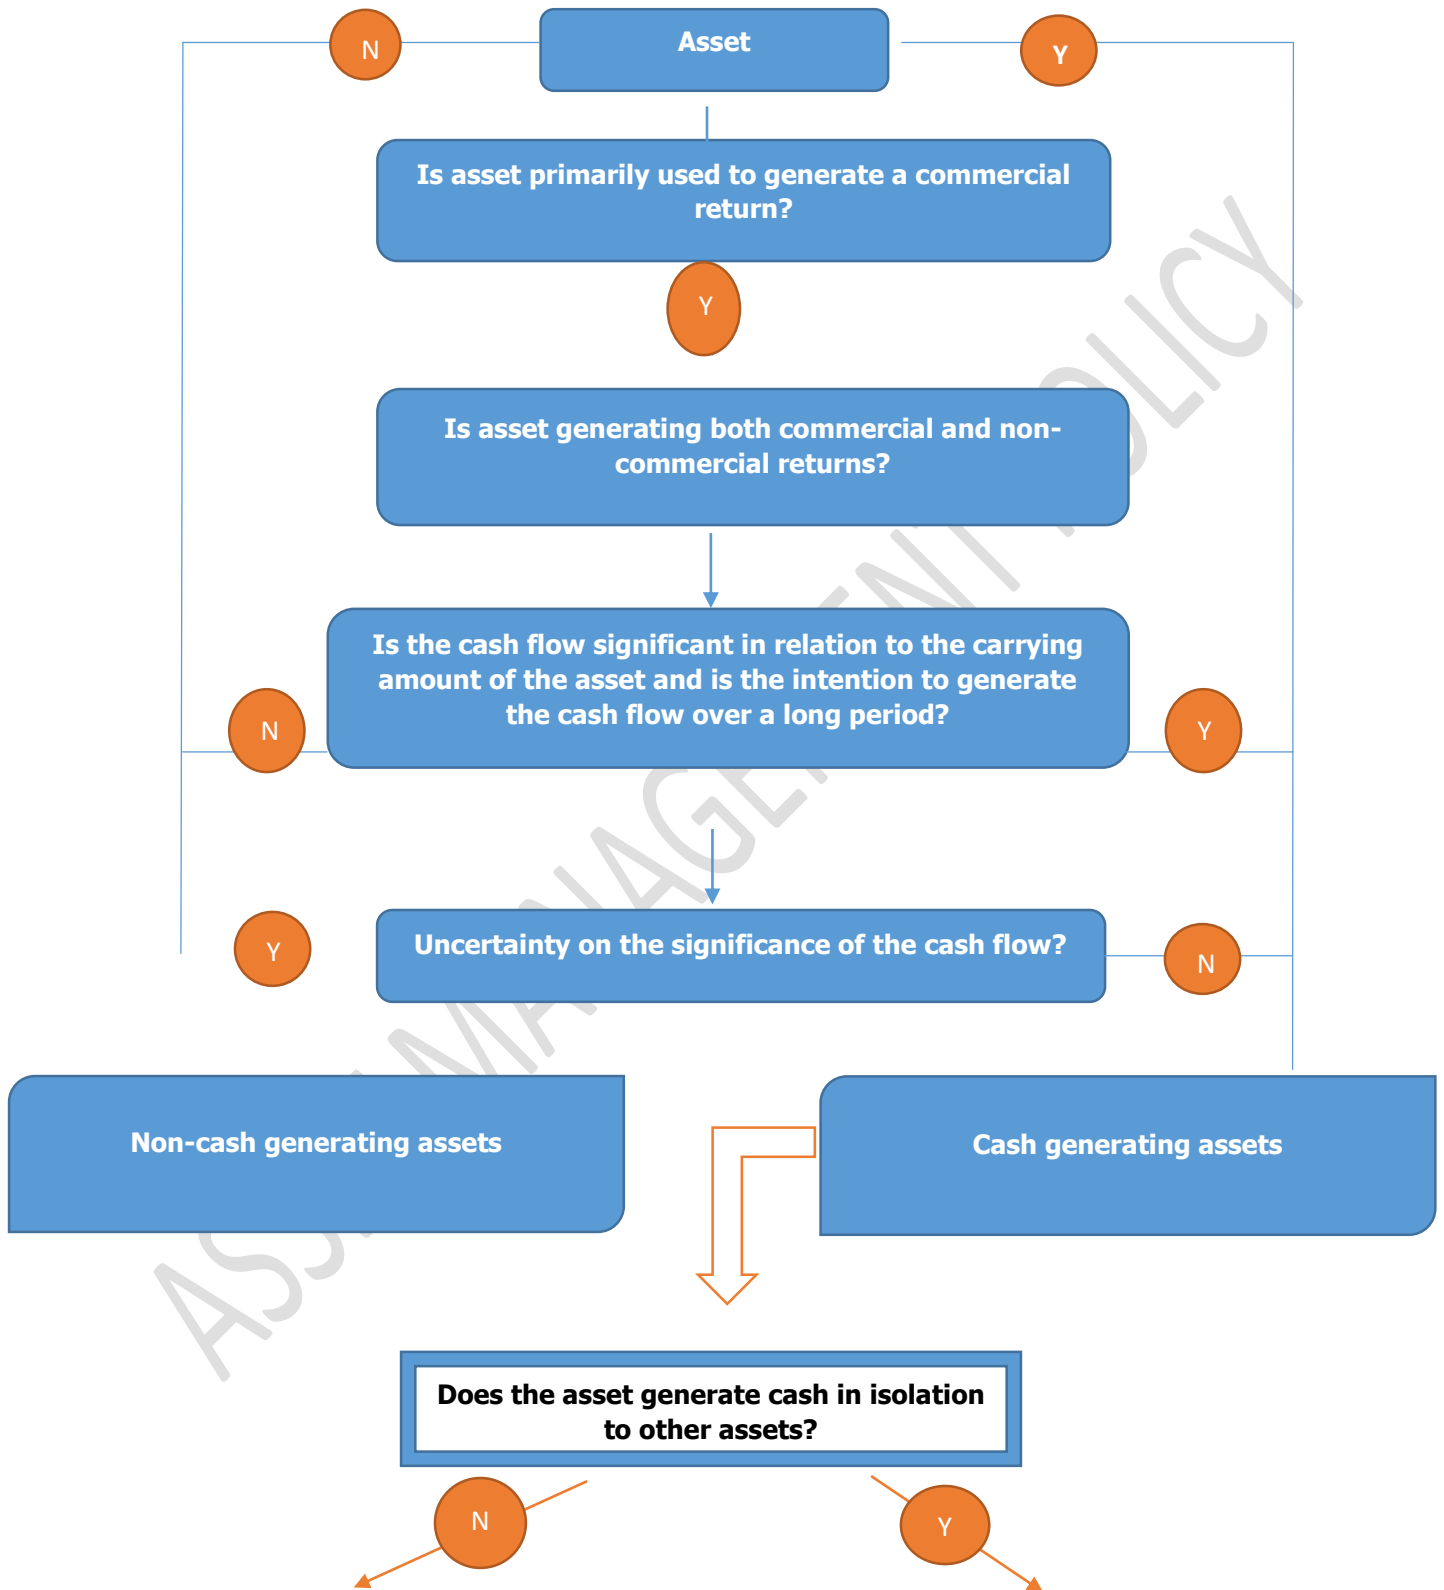 N
Asset
Y
Is asset primarily used to generate a commercial
return?
Y
Is asset generating both commercial and non-
commercial returns?
Is the cash flow significant in relation to the carrying
amount of the asset and is the intention to generate
the cash flow over a long period?
N
Y
Uncertainty on the significance of the cash flow?
Y
N
Non-cash generating assets
Cash generating assets
Does the asset generate cash in isolation
to other assets?
N
Y
ASSET MANAGEMENT POLICY